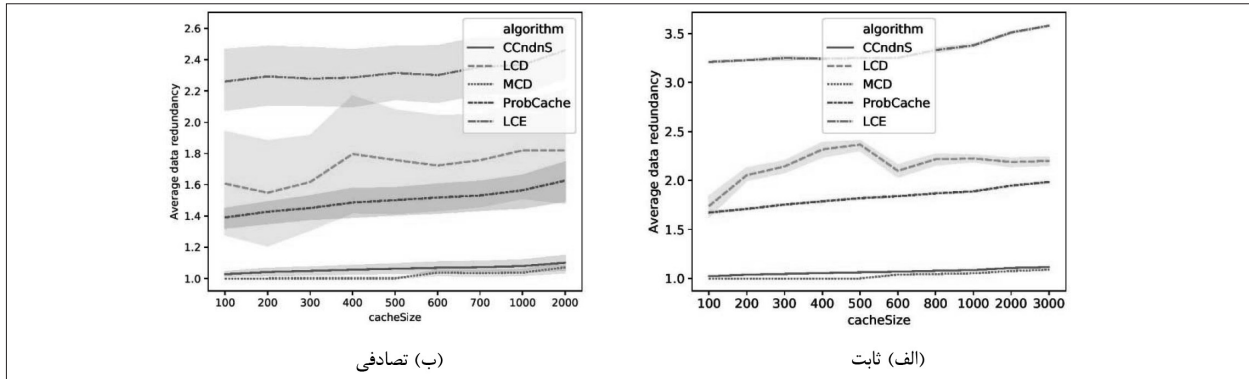 algorithm
CCndnS
LCD
MCD
ProbCache
LCE
Average data redundancy
2.6
2.4
2.2
2.0
1.8
1.6
1.4
1.2
1.0
100 200 300 400 500 600 700 1000 2000
cacheSize
(ب) تصادفی
algorithm
CCndnS
LCD
MCD
ProbCache
LCE
Average data redundancy
3.5
3.0
2.5
2.0
1.5
1.0
100 200 300 400 500 600 800 1000 2000 3000
cacheSize
(الف) ثابت